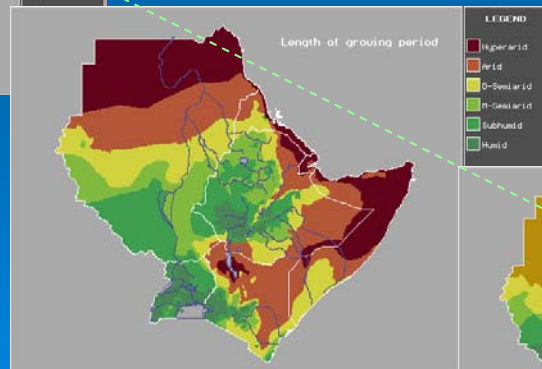 Length of growing period
LEGEND
Hyperarid
Arid
D-Semiarid
M-Semiarid
Subhumid
Humid